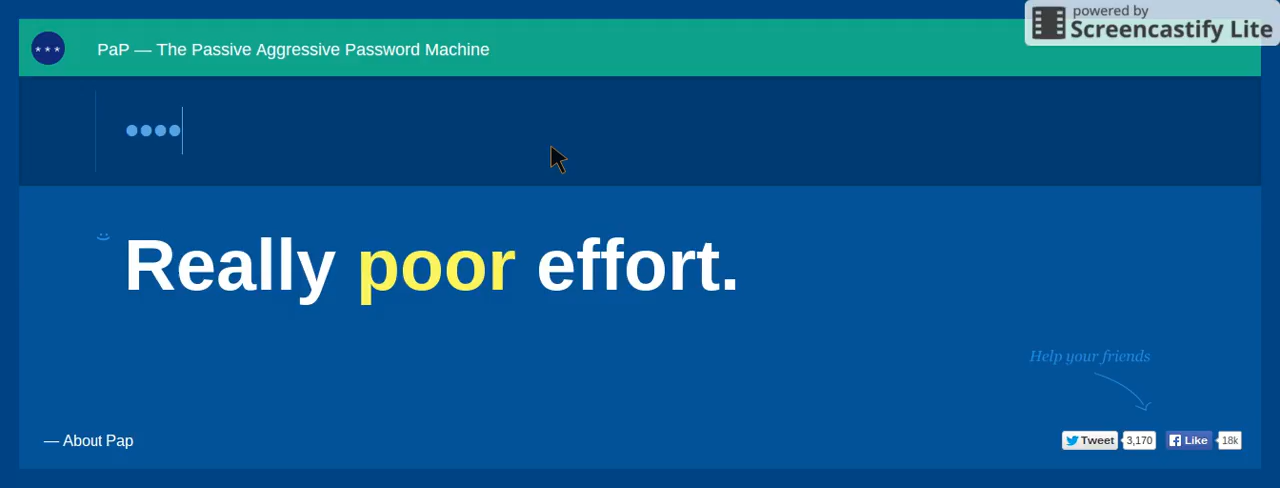 powered by
Screencastify Lite
* * *
PaP — The Passive Aggressive Password Machine
••••
:)
Really poor effort.
Help your friends
— About Pap
Tweet 3,170 Like 18k